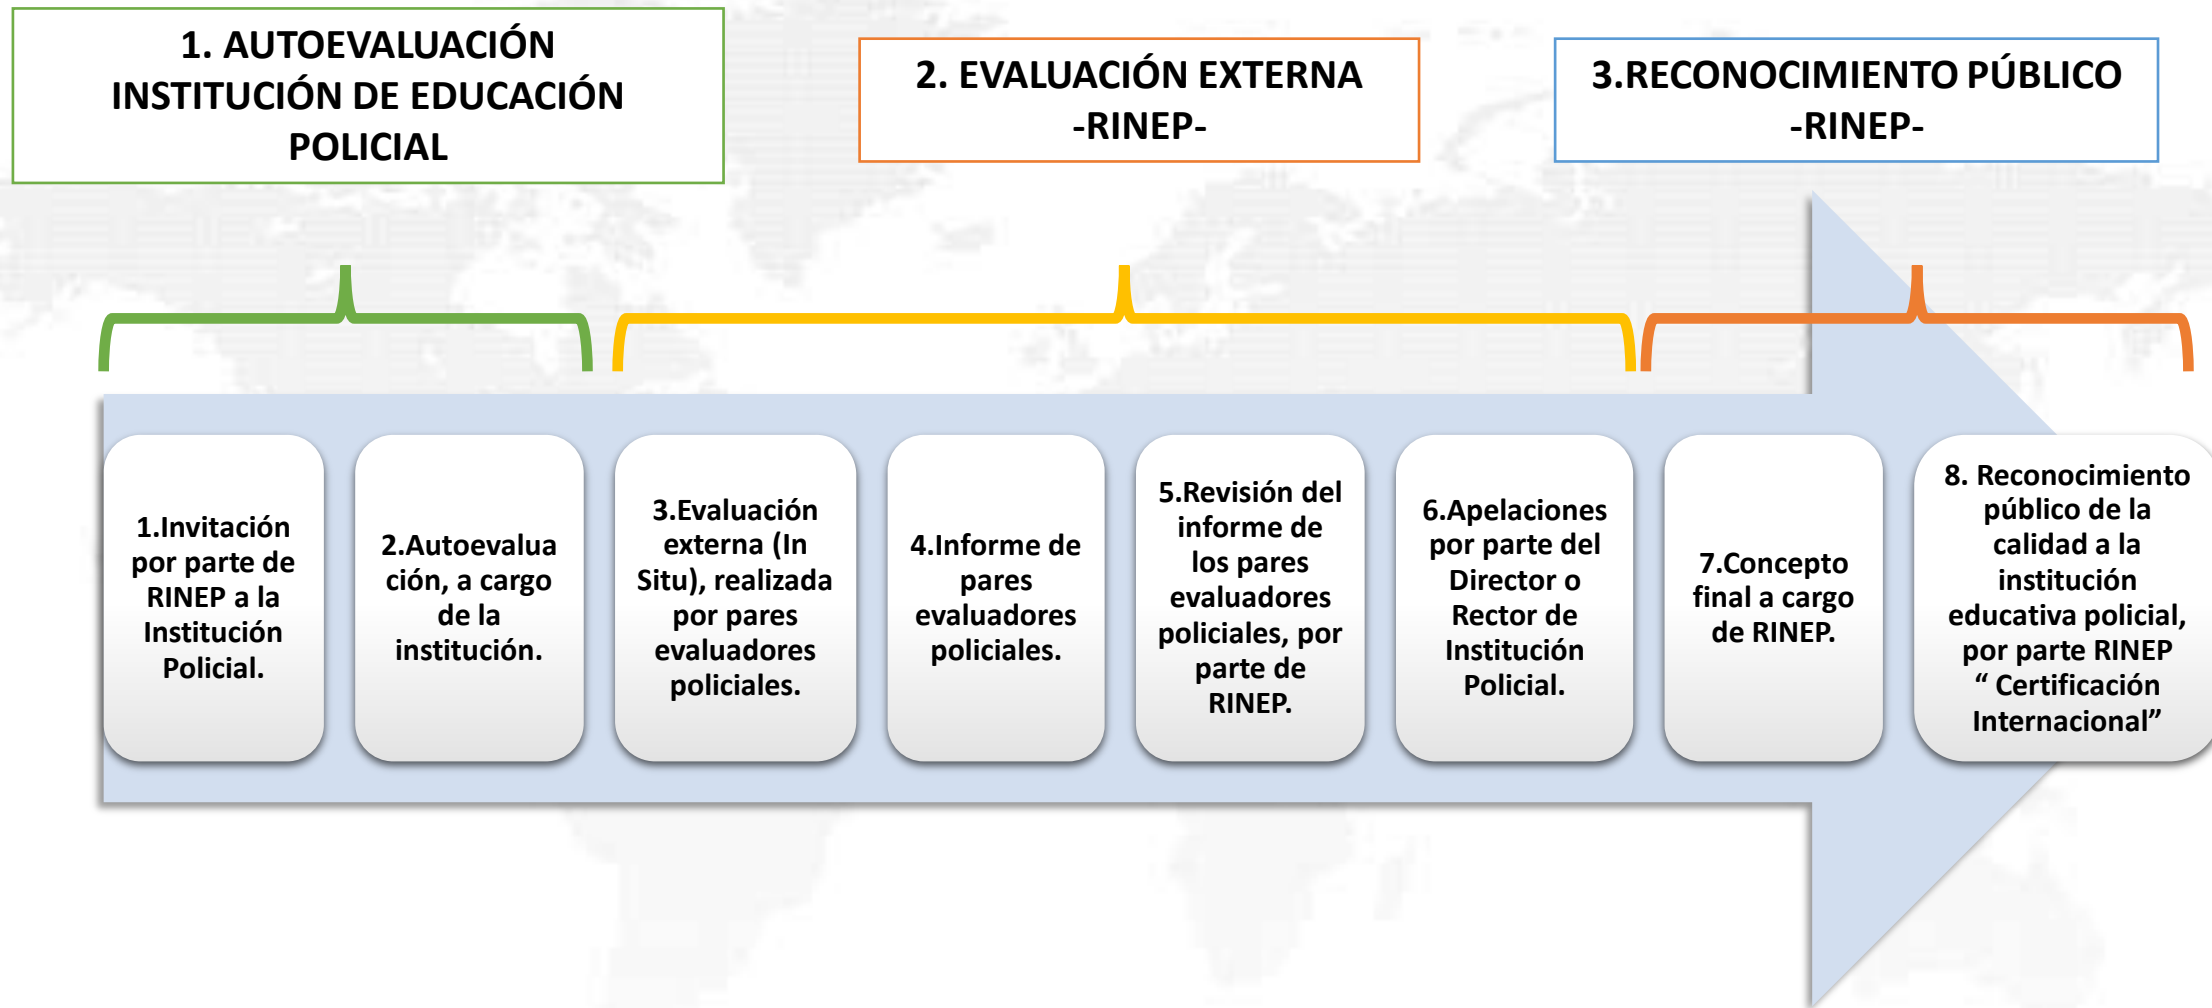 1. AUTOEVALUACIÓN
INSTITUCIÓN DE EDUCACIÓN
POLICIAL
2. EVALUACIÓN EXTERNA
-RINEP-
3.RECONOCIMIENTO PÚBLICO
-RINEP-
1.Invitación
por parte de
RINEP a la
Institución
Policial.
2.Autoevalua
ción, a cargo
de la
institución.
3.Evaluación
externa (In
Situ), realizada
por pares
evaluadores
policiales.
4.Informe de
pares
evaluadores
policiales.
5.Revisión del
informe de
los pares
evaluadores
policiales, por
parte de
RINEP.
6.Apelaciones
por parte del
Director o
Rector de
Institución
Policial.
7.Concepto
final a cargo
de RINEP.
8. Reconocimiento
público de la
calidad a la
institución
educativa policial,
por parte RINEP
“ Certificación
Internacional”